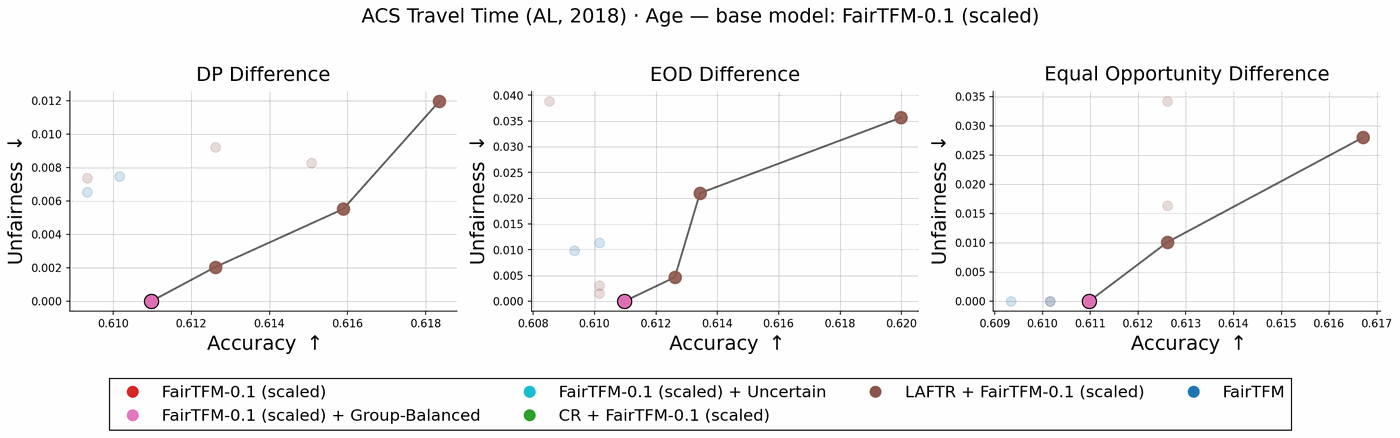 ACS Travel Time (AL, 2018) · Age — base model: FairTFM-0.1 (scaled)
DP Difference
EOD Difference
Equal Opportunity Difference
Unfairness ↓
0.012
0.010
0.008
0.006
0.004
0.002
0.000
0.610
0.612
0.614
0.616
0.618
Accuracy ↑
Unfairness ↓
0.040
0.035
0.030
0.025
0.020
0.015
0.010
0.005
0.000
0.608
0.610
0.612
0.614
0.616
0.618
0.620
Accuracy ↑
Unfairness ↓
0.035
0.030
0.025
0.020
0.015
0.010
0.005
0.000
0.609
0.610
0.611
0.612
0.613
0.614
0.615
0.616
0.617
Accuracy ↑
FairTFM-0.1 (scaled)
FairTFM-0.1 (scaled) + Group-Balanced
FairTFM-0.1 (scaled) + Uncertain
CR + FairTFM-0.1 (scaled)
LAFTR + FairTFM-0.1 (scaled)
FairTFM